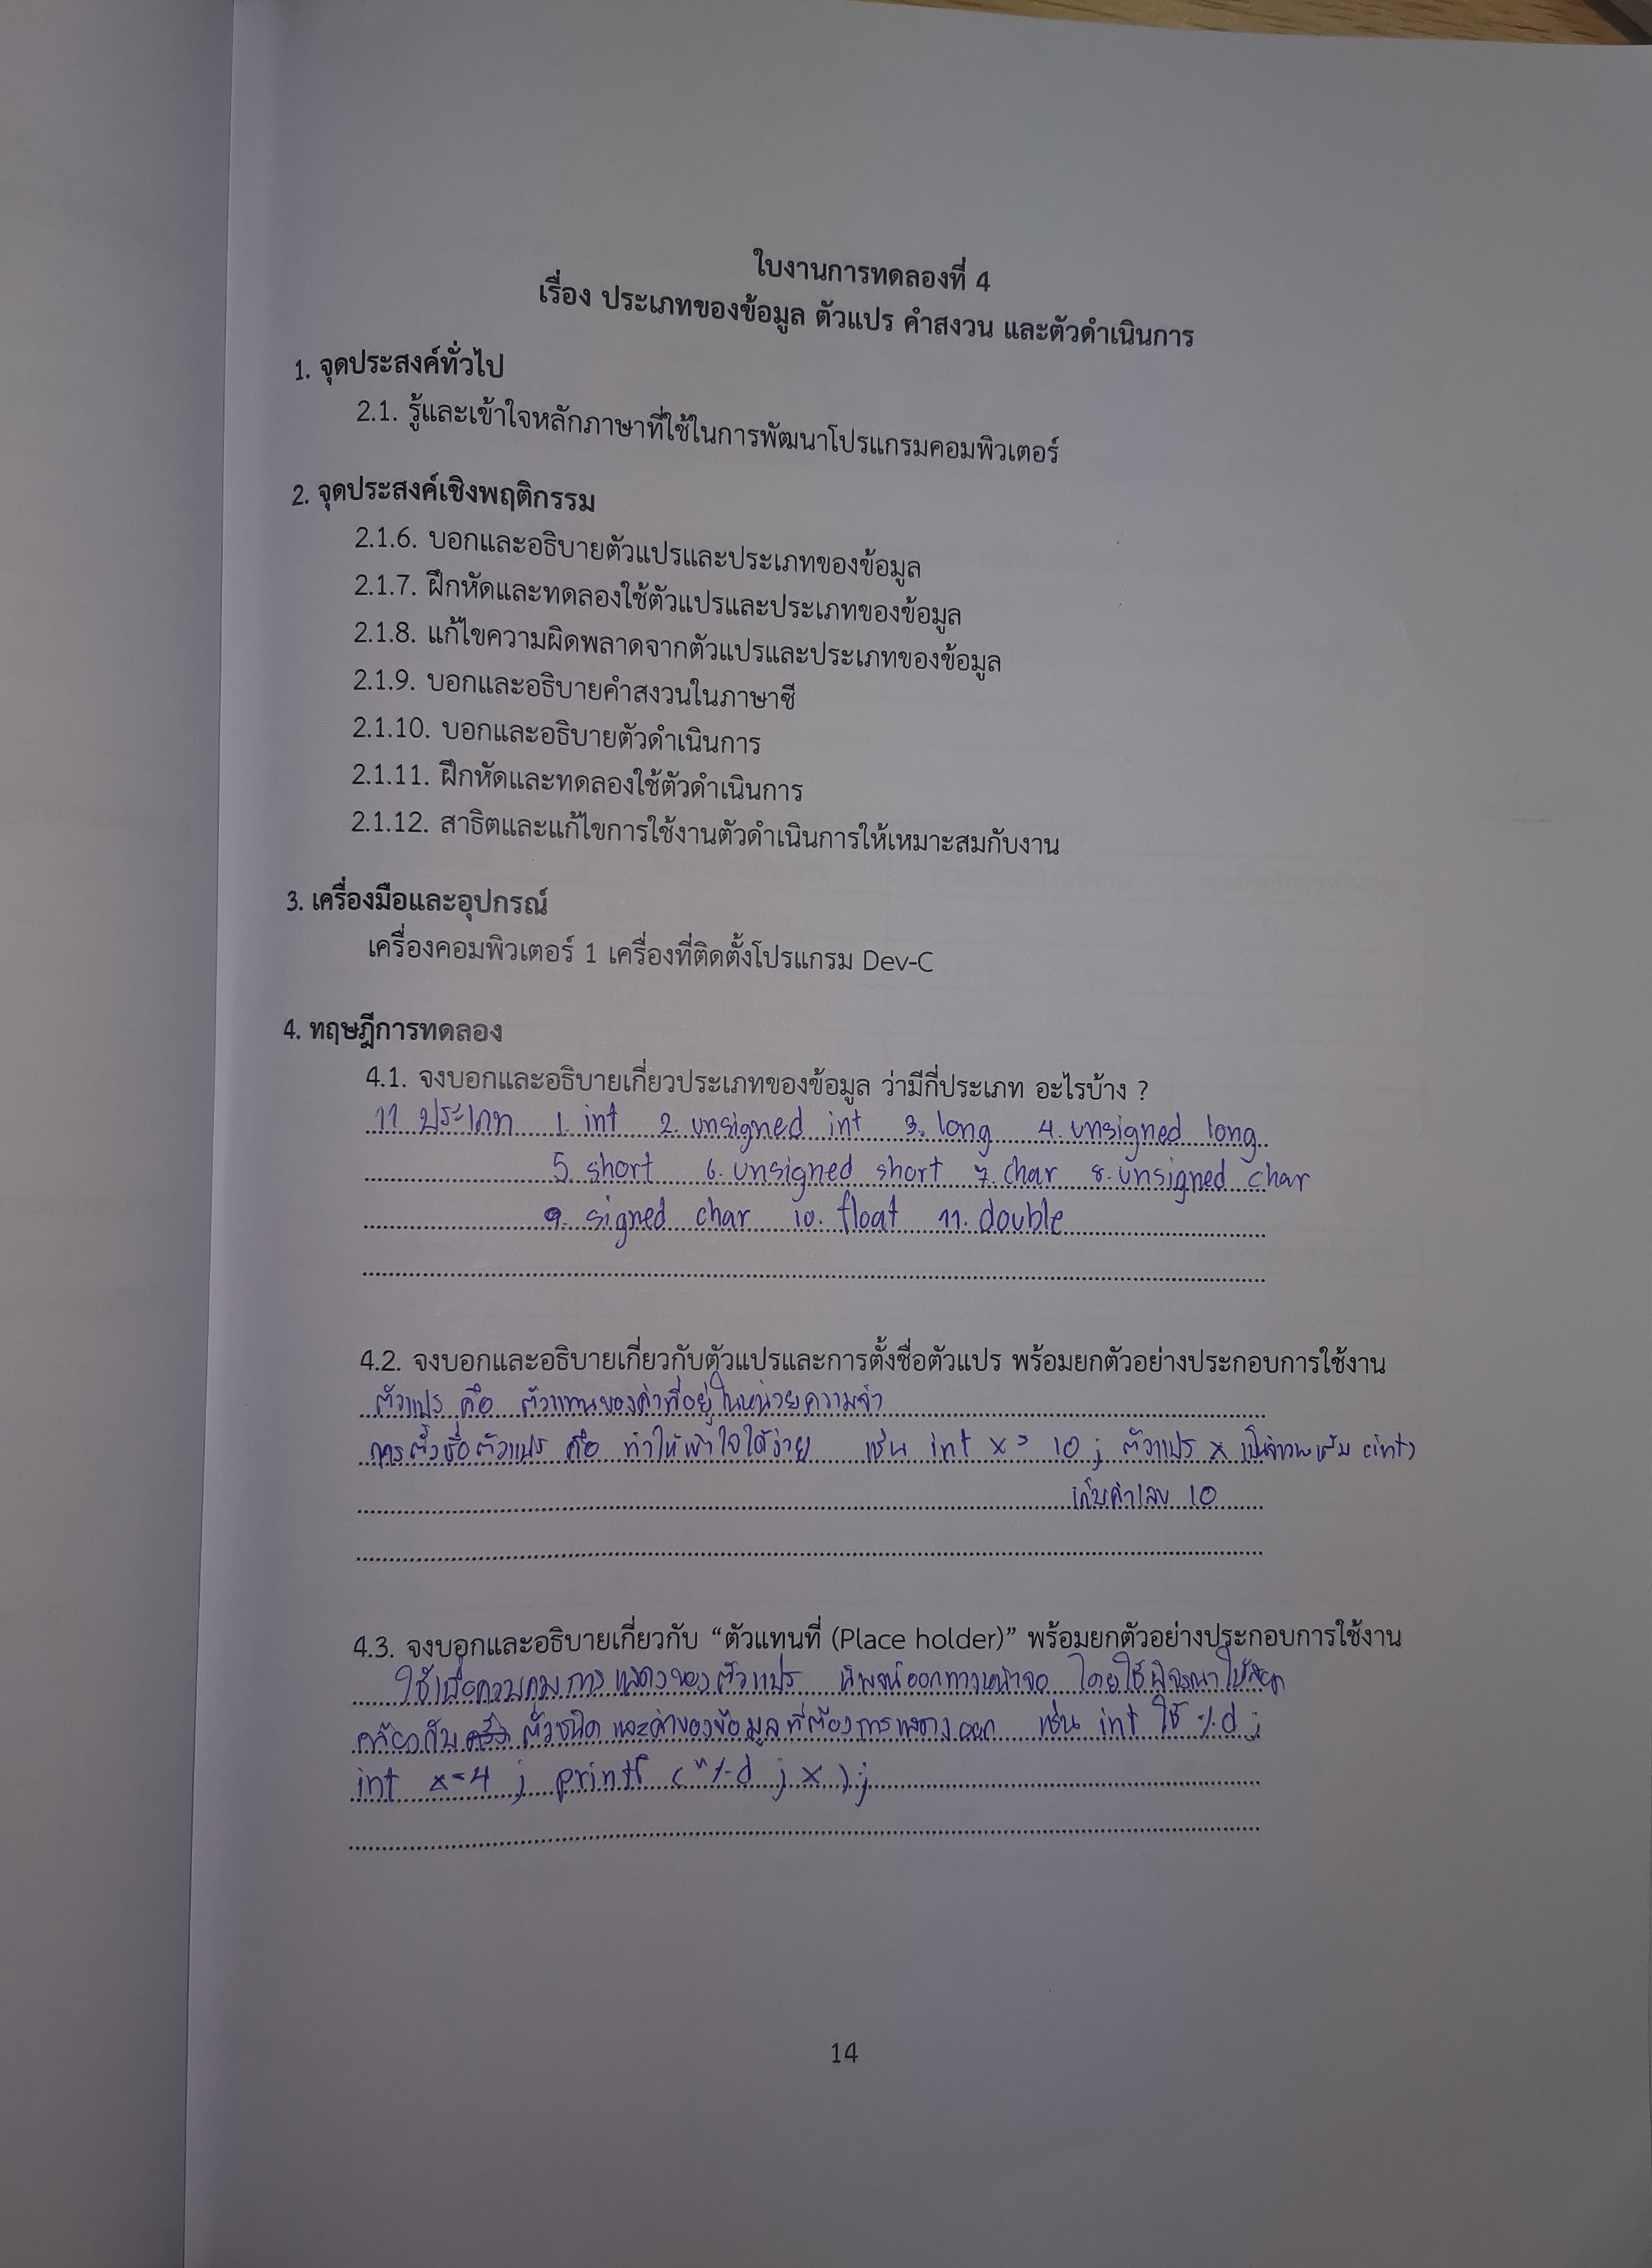 ใบงานการทดลองที่ 4
เรื่อง ประเภทของข้อมูล ตัวแปร คำสงวน และตัวดำเนินการ
1. จุดประสงค์ทั่วไป
2.1. รู้และเข้าใจหลักภาษาที่ใช้ในการพัฒนาโปรแกรมคอมพิวเตอร์
2. จุดประสงค์เชิงพฤติกรรม
2.1.6. บอกและอธิบายตัวแปรและประเภทของข้อมูล
2.1.7. ฝึกหัดและทดลองใช้ตัวแปรและประเภทของข้อมูล
2.1.8. แก้ไขความผิดพลาดจากตัวแปรและประเภทของข้อมูล
2.1.9. บอกและอธิบายคำสงวนในภาษาซี
2.1.10. บอกและอธิบายตัวดำเนินการ
2.1.11. ฝึกหัดและทดลองใช้ตัวดำเนินการ
2.1.12. สาธิตและแก้ไขการใช้งานตัวดำเนินการให้เหมาะสมกับงาน
3. เครื่องมือและอุปกรณ์
เครื่องคอมพิวเตอร์ 1 เครื่องที่ติดตั้งโปรแกรม Dev-C
4. ทฤษฎีการทดลอง
4.1. จงบอกและอธิบายเกี่ยวประเภทของข้อมูล ว่ามีกี่ประเภท อะไรบ้าง ?
11 ประเภท 1. int 2. unsigned int 3. long 4. unsigned long
5. short 6. unsigned short 7. char 8. unsigned char
9. signed char 10. float 11. double
4.2. จงบอกและอธิบายเกี่ยวกับตัวแปรและการตั้งชื่อตัวแปร พร้อมยกตัวอย่างประกอบการใช้งาน
ตัวแปร คือ ตัวแทนของค่าที่อยู่ในหน่วยความจำ
การตั้งชื่อตัวแปร คือ ทำให้เข้าใจได้ง่าย เช่น int x = 10 ; ตัวแปร x เป็นจำนวนเต็ม (int)
เก็บค่าเลข 10
4.3. จงบอกและอธิบายเกี่ยวกับ “ตัวแทนที่ (Place holder)” พร้อมยกตัวอย่างประกอบการใช้งาน
ใช้เพื่อควบคุมการแสดงของตัวแปร พิมพ์ออกทางหน้าจอ โดยใช้พิจารณาให้สอด
คล้องกับ ตัวชนิด และค่าของข้อมูลที่ต้องการแสดงออก เช่น int ใช้ %d ;
int x=4 ; printf ("%d ; x ) ;
14